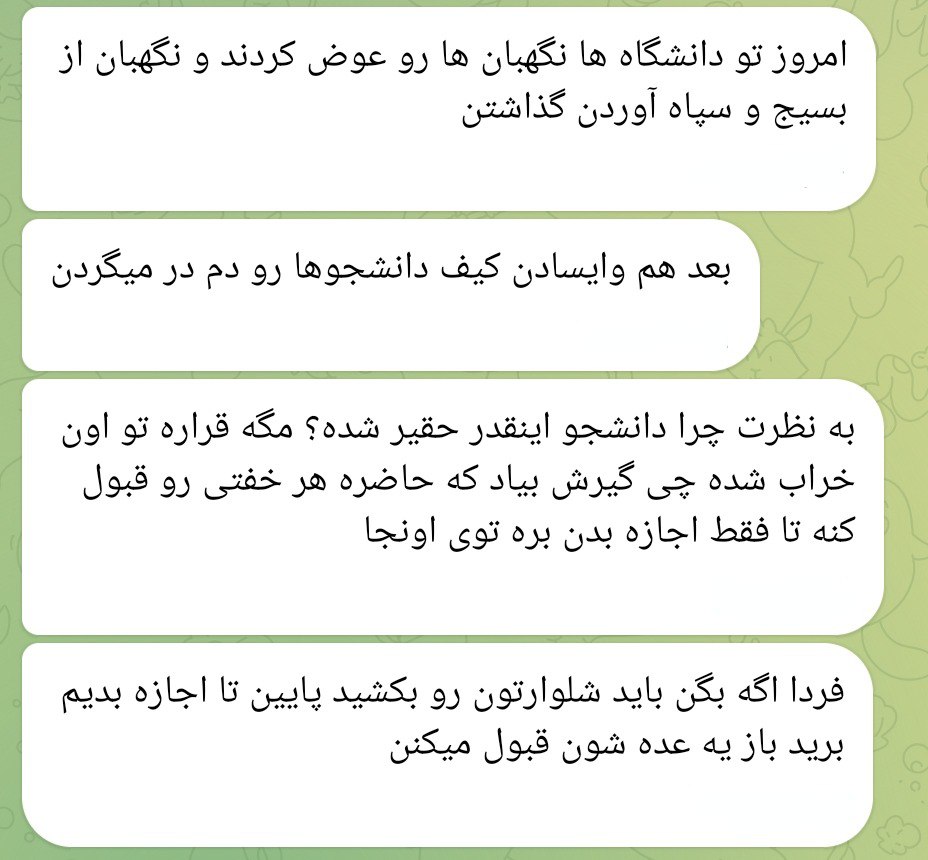 امروز تو دانشگاه ها نگهبان ها رو عوض کردند و نگهبان از
بسیج و سپاه آوردن گذاشتن
بعد هم وایسادن کیف دانشجوها رو دم در میگردن
به نظرت چرا دانشجو اینقدر حقیر شده؟ مگه قراره تو اون
خراب شده چی گیرش بیاد که حاضره هر خفتی رو قبول
کنه تا فقط اجازه بدن بره توی اونجا
فردا اگه بگن باید شلوارتون رو بکشید پایین تا اجازه بدیم
برید باز یه عده شون قبول میکنن